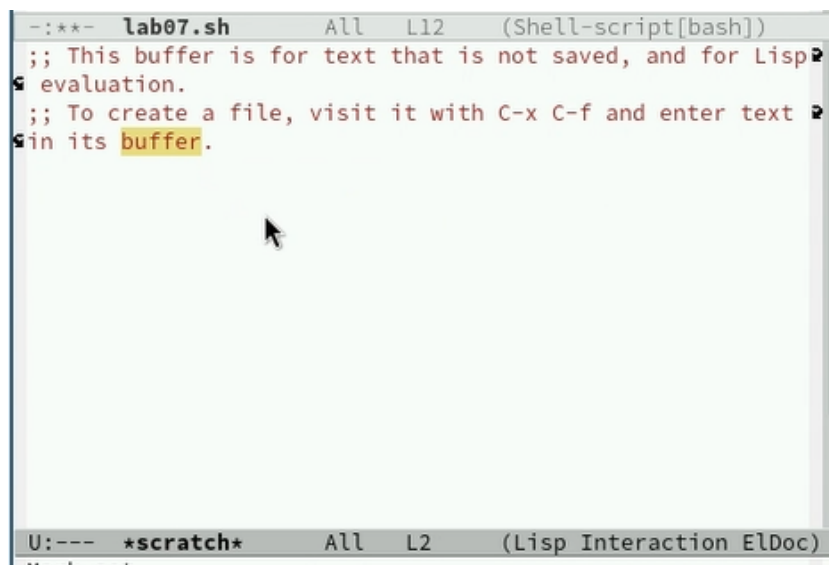 -:**-  lab07.sh       All   L12    (Shell-script[bash])
;; This buffer is for text that is not saved, and for Lisp
 evaluation.
;; To create a file, visit it with C-x C-f and enter text 
in its buffer.
U:---  *scratch*      All   L2     (Lisp Interaction ElDoc)